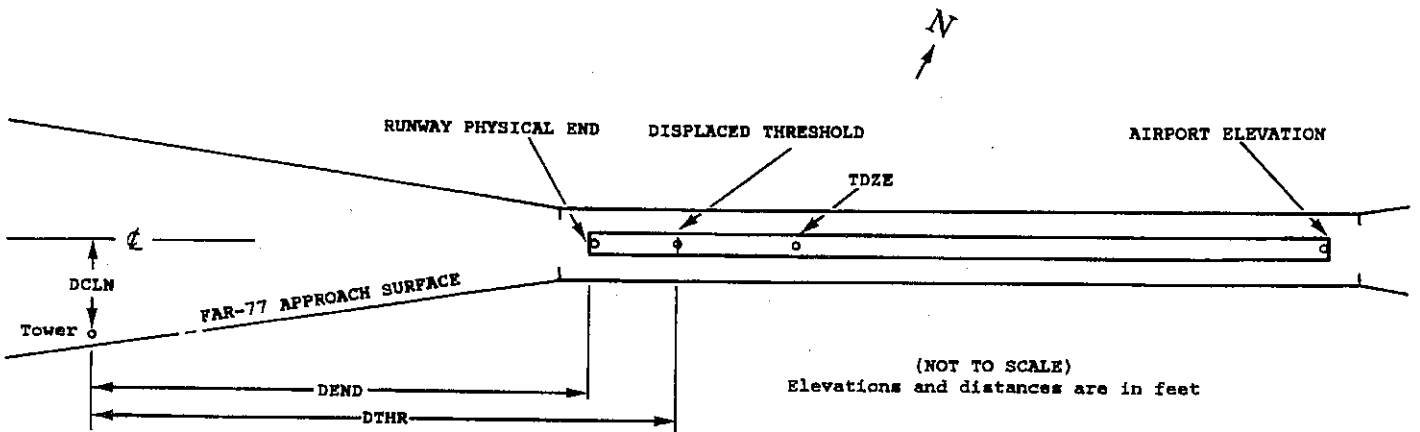 N
RUNWAY PHYSICAL END
DISPLACED THRESHOLD
AIRPORT ELEVATION
TDZE
℄
DCLN
FAR-77 APPROACH SURFACE
Tower
(NOT TO SCALE)
Elevations and distances are in feet
DEND
DTHR